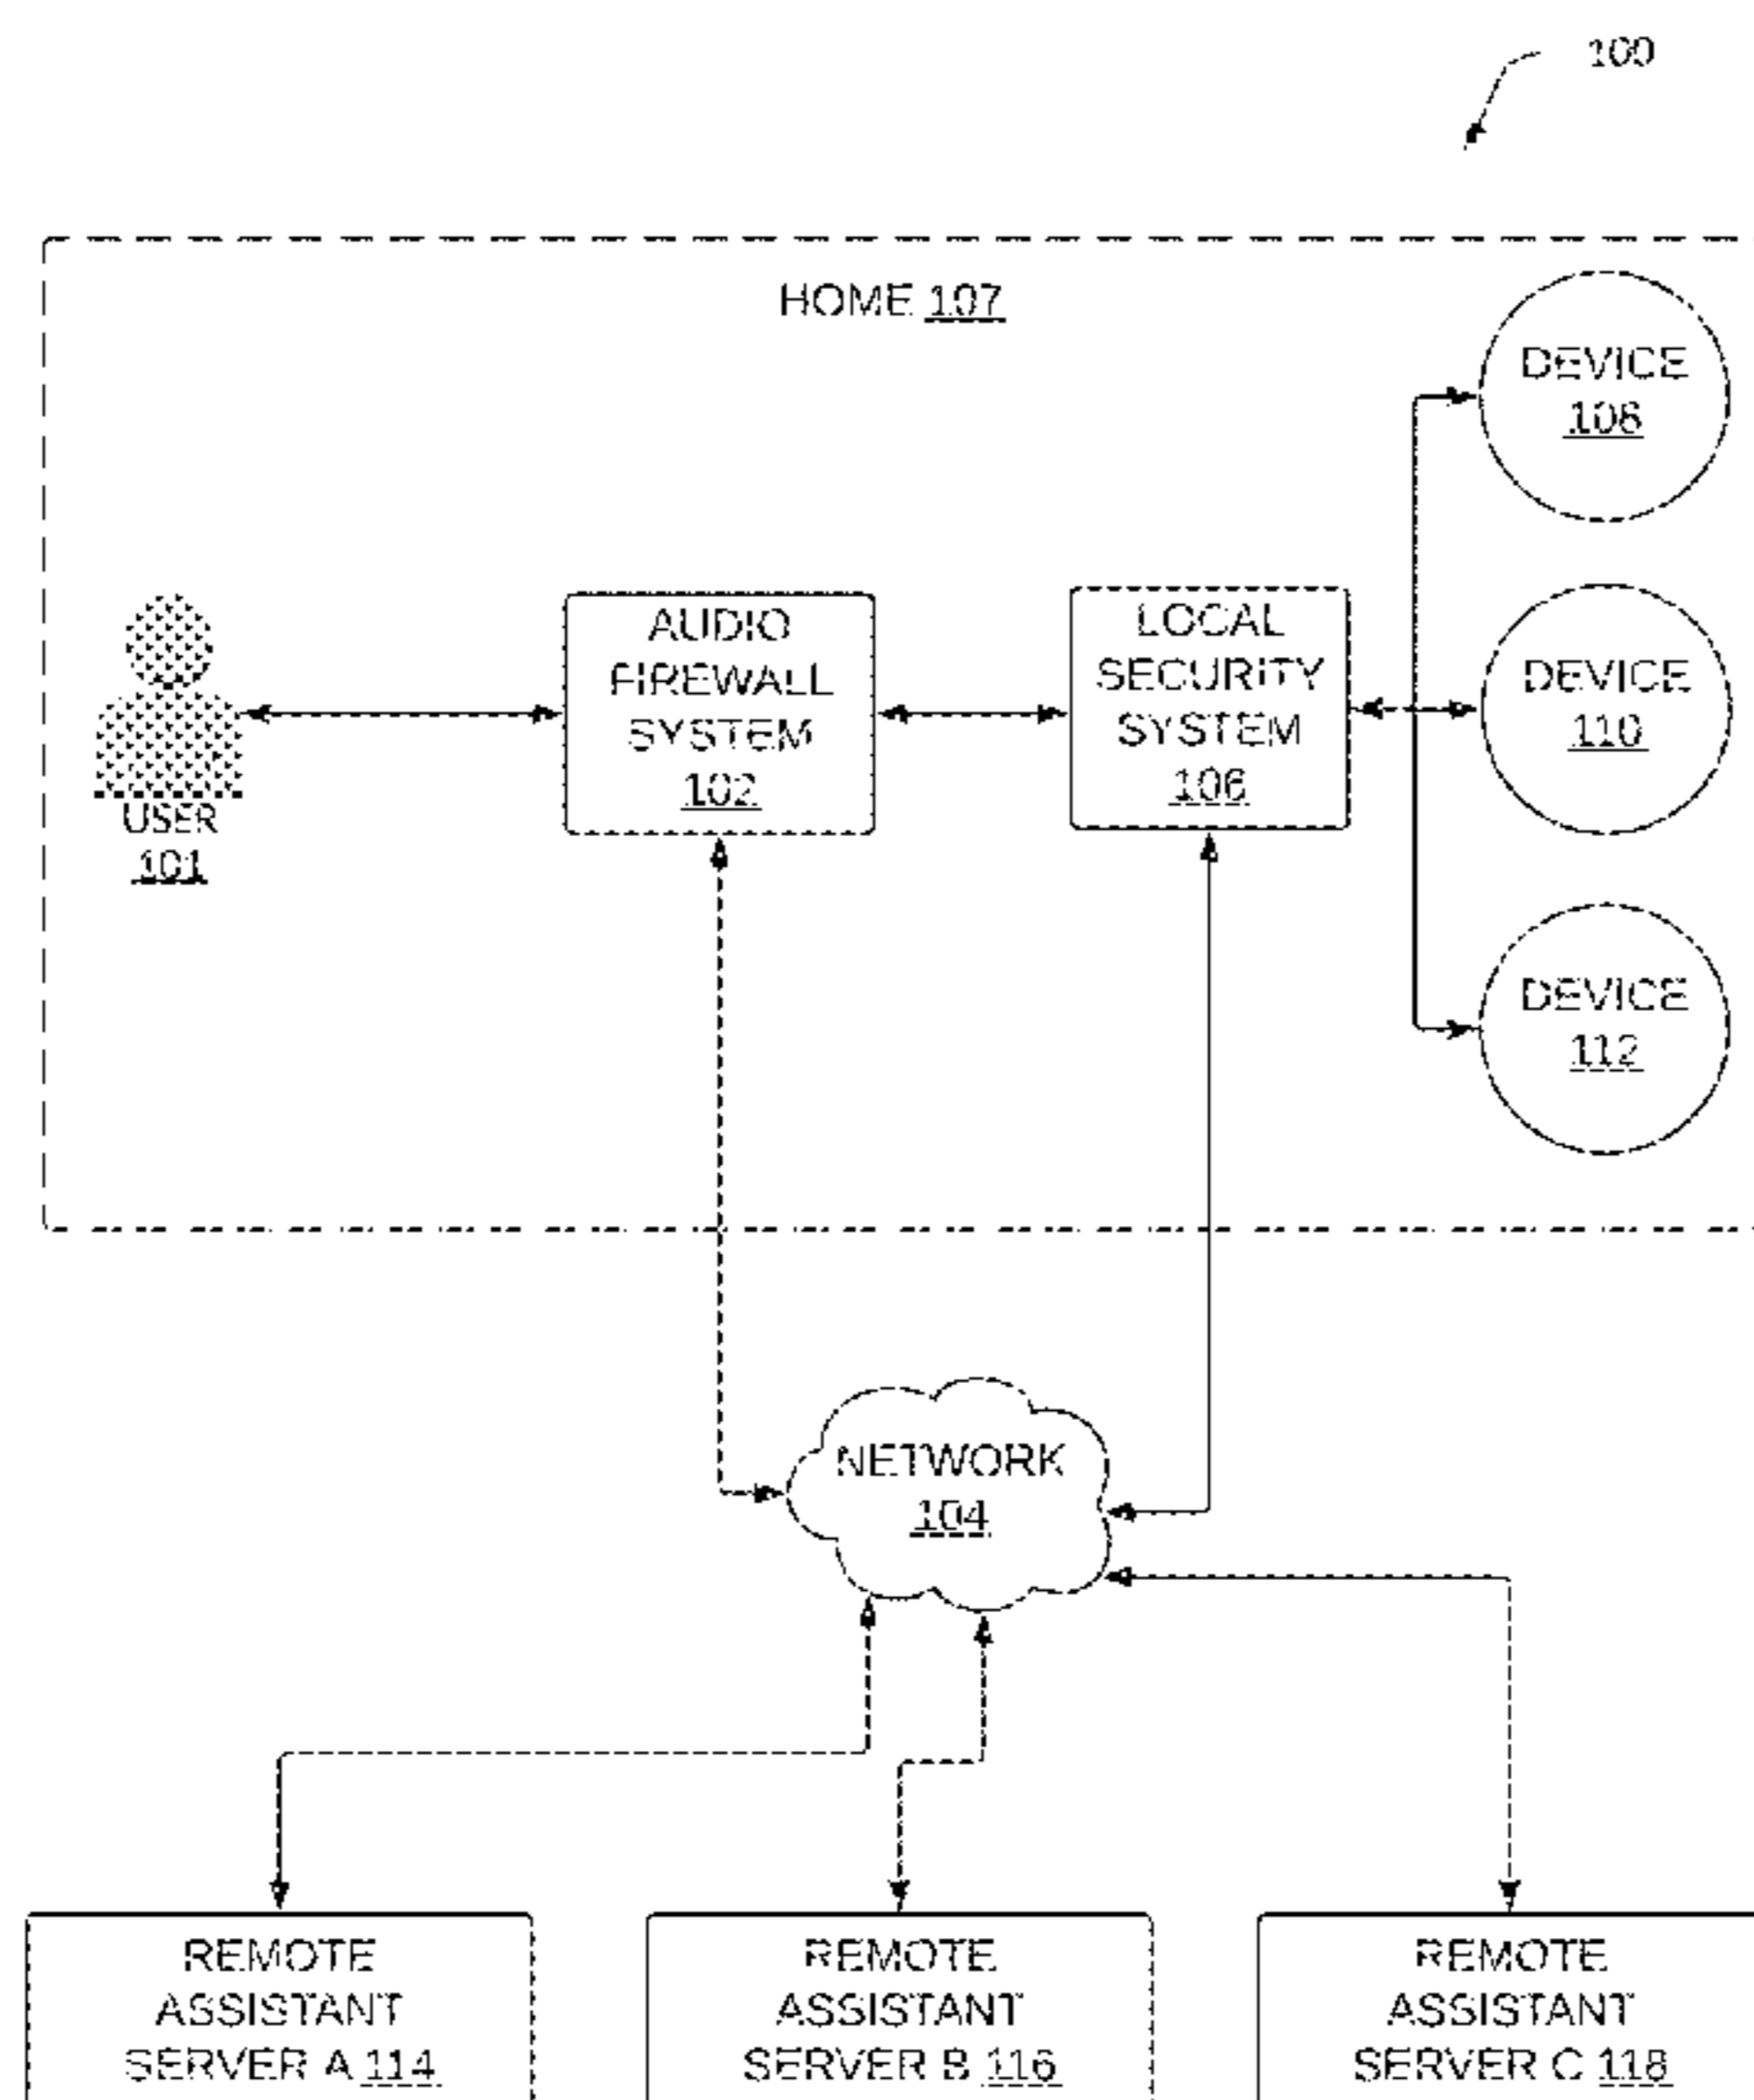 100
HOME 107
DEVICE
108
AUDIO
FIREWALL
SYSTEM
102
LOCAL
SECURITY
SYSTEM
106
DEVICE
110
USER
101
DEVICE
112
NETWORK
104
REMOTE
ASSISTANT
SERVER A 114
REMOTE
ASSISTANT
SERVER B 116
REMOTE
ASSISTANT
SERVER C 118